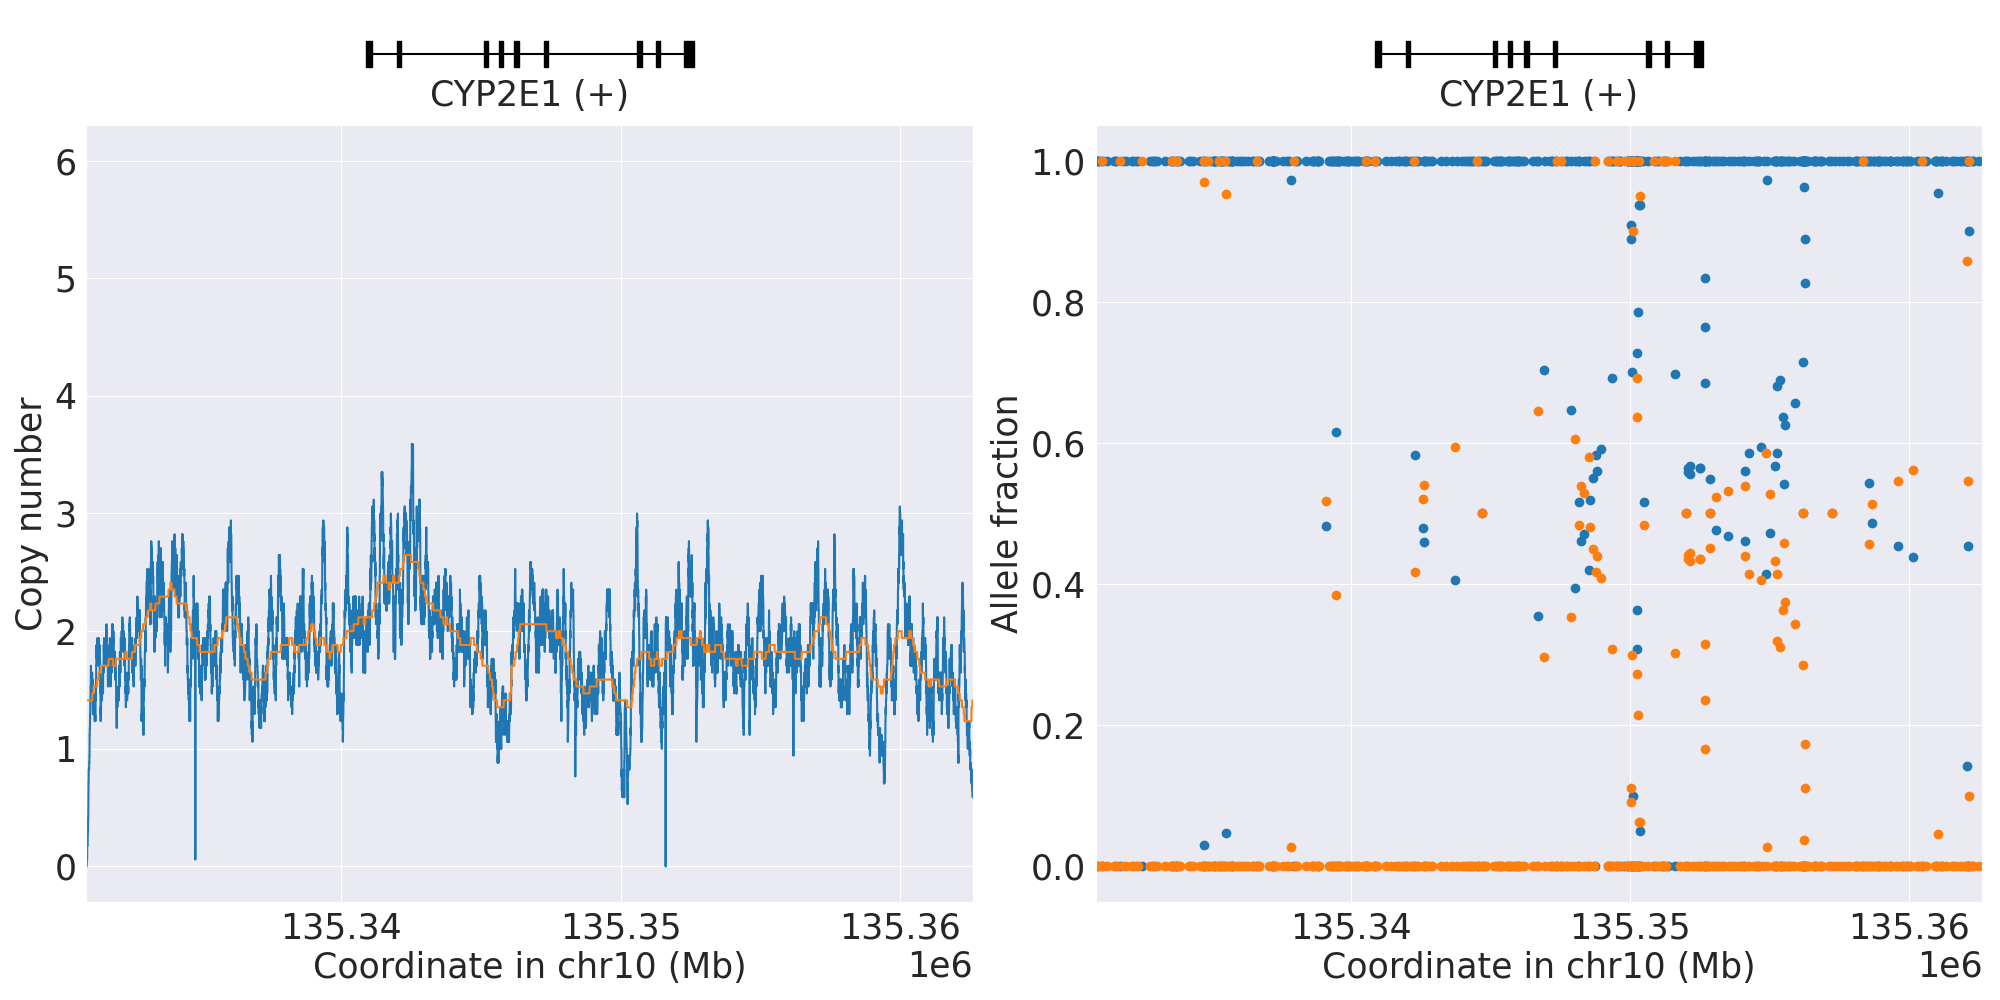 CYP2E1 (+)
6
5
4
3
2
1
0
Copy number
135.34
135.35
135.36
1e6
Coordinate in chr10 (Mb)
CYP2E1 (+)
1.0
0.8
0.6
0.4
0.2
0.0
Allele fraction
135.34
135.35
135.36
1e6
Coordinate in chr10 (Mb)